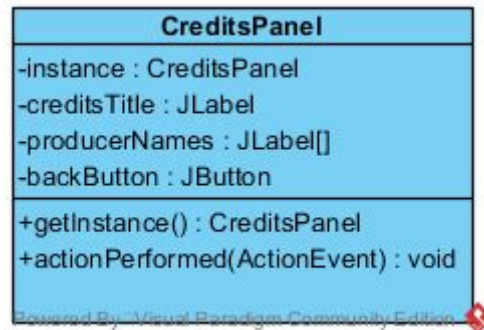 CreditsPanel
-instance : CreditsPanel
-creditsTitle : JLabel
-producerNames : JLabel[]
-backButton : JButton
+getInstance() : CreditsPanel
+actionPerformed(ActionEvent) : void
Powered By Visual Paradigm Community Edition